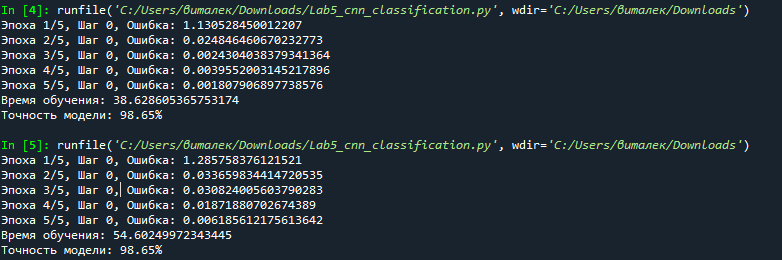 In [4]: runfile('C:/Users/виталек/Downloads/Lab5_cnn_classification.py', wdir='C:/Users/виталек/Downloads')
Эпоха 1/5, Шаг 0, Ошибка: 1.130528450012207
Эпоха 2/5, Шаг 0, Ошибка: 0.024846460670232773
Эпоха 3/5, Шаг 0, Ошибка: 0.0024304038379341364
Эпоха 4/5, Шаг 0, Ошибка: 0.0039552003145217896
Эпоха 5/5, Шаг 0, Ошибка: 0.001807906897738576
Время обучения: 38.628605365753174
Точность модели: 98.65%
In [5]: runfile('C:/Users/виталек/Downloads/Lab5_cnn_classification.py', wdir='C:/Users/виталек/Downloads')
Эпоха 1/5, Шаг 0, Ошибка: 1.285758376121521
Эпоха 2/5, Шаг 0, Ошибка: 0.033659834414720535
Эпоха 3/5, Шаг 0, Ошибка: 0.030824005603790283
Эпоха 4/5, Шаг 0, Ошибка: 0.01871880702674389
Эпоха 5/5, Шаг 0, Ошибка: 0.006185612175613642
Время обучения: 54.60249972343445
Точность модели: 98.65%